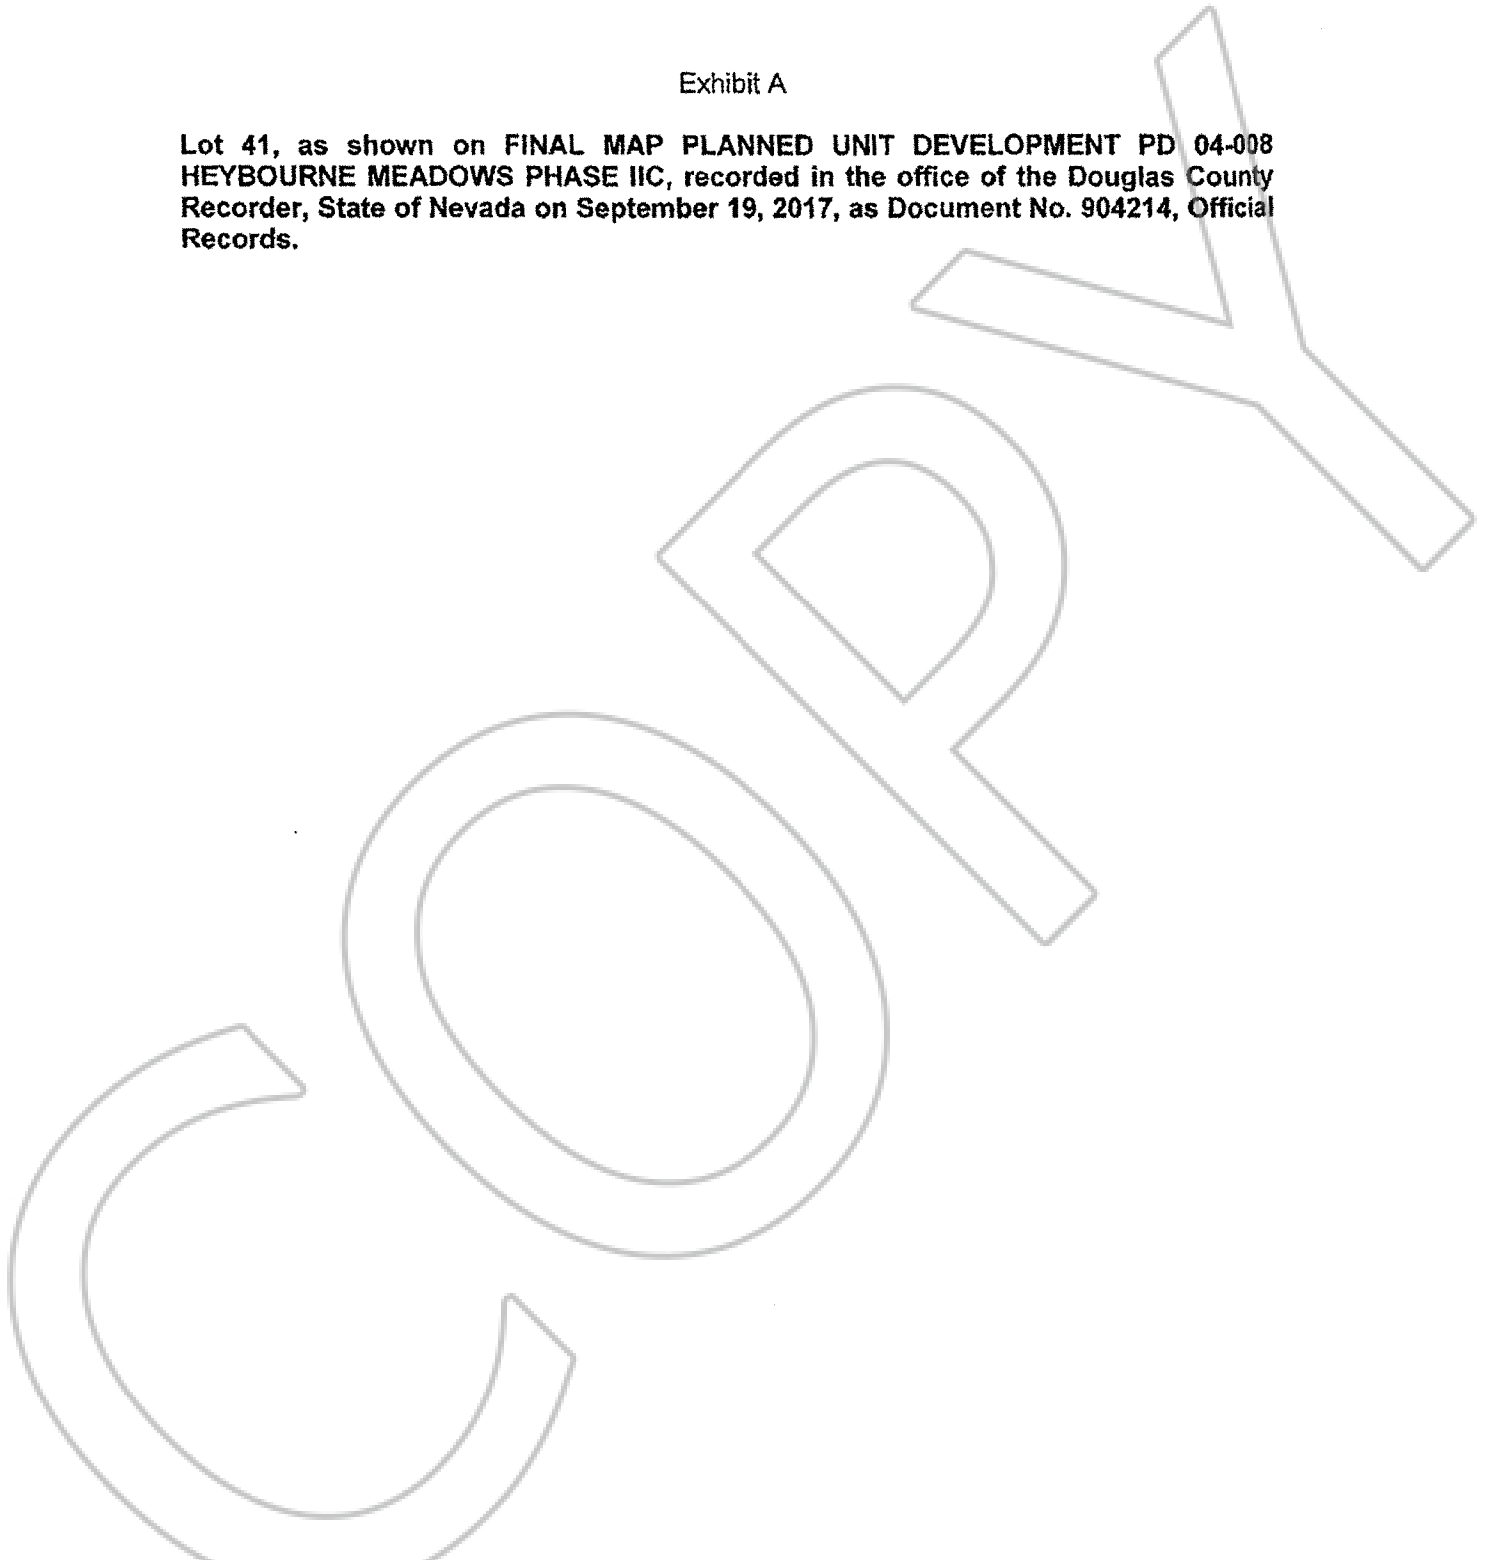 Exhibit A
Lot 41, as shown on FINAL MAP PLANNED UNIT DEVELOPMENT PD 04-008
HEYBOURNE MEADOWS PHASE IIC, recorded in the office of the Douglas County
Recorder, State of Nevada on September 19, 2017, as Document No. 904214, Official
Records.
COPY